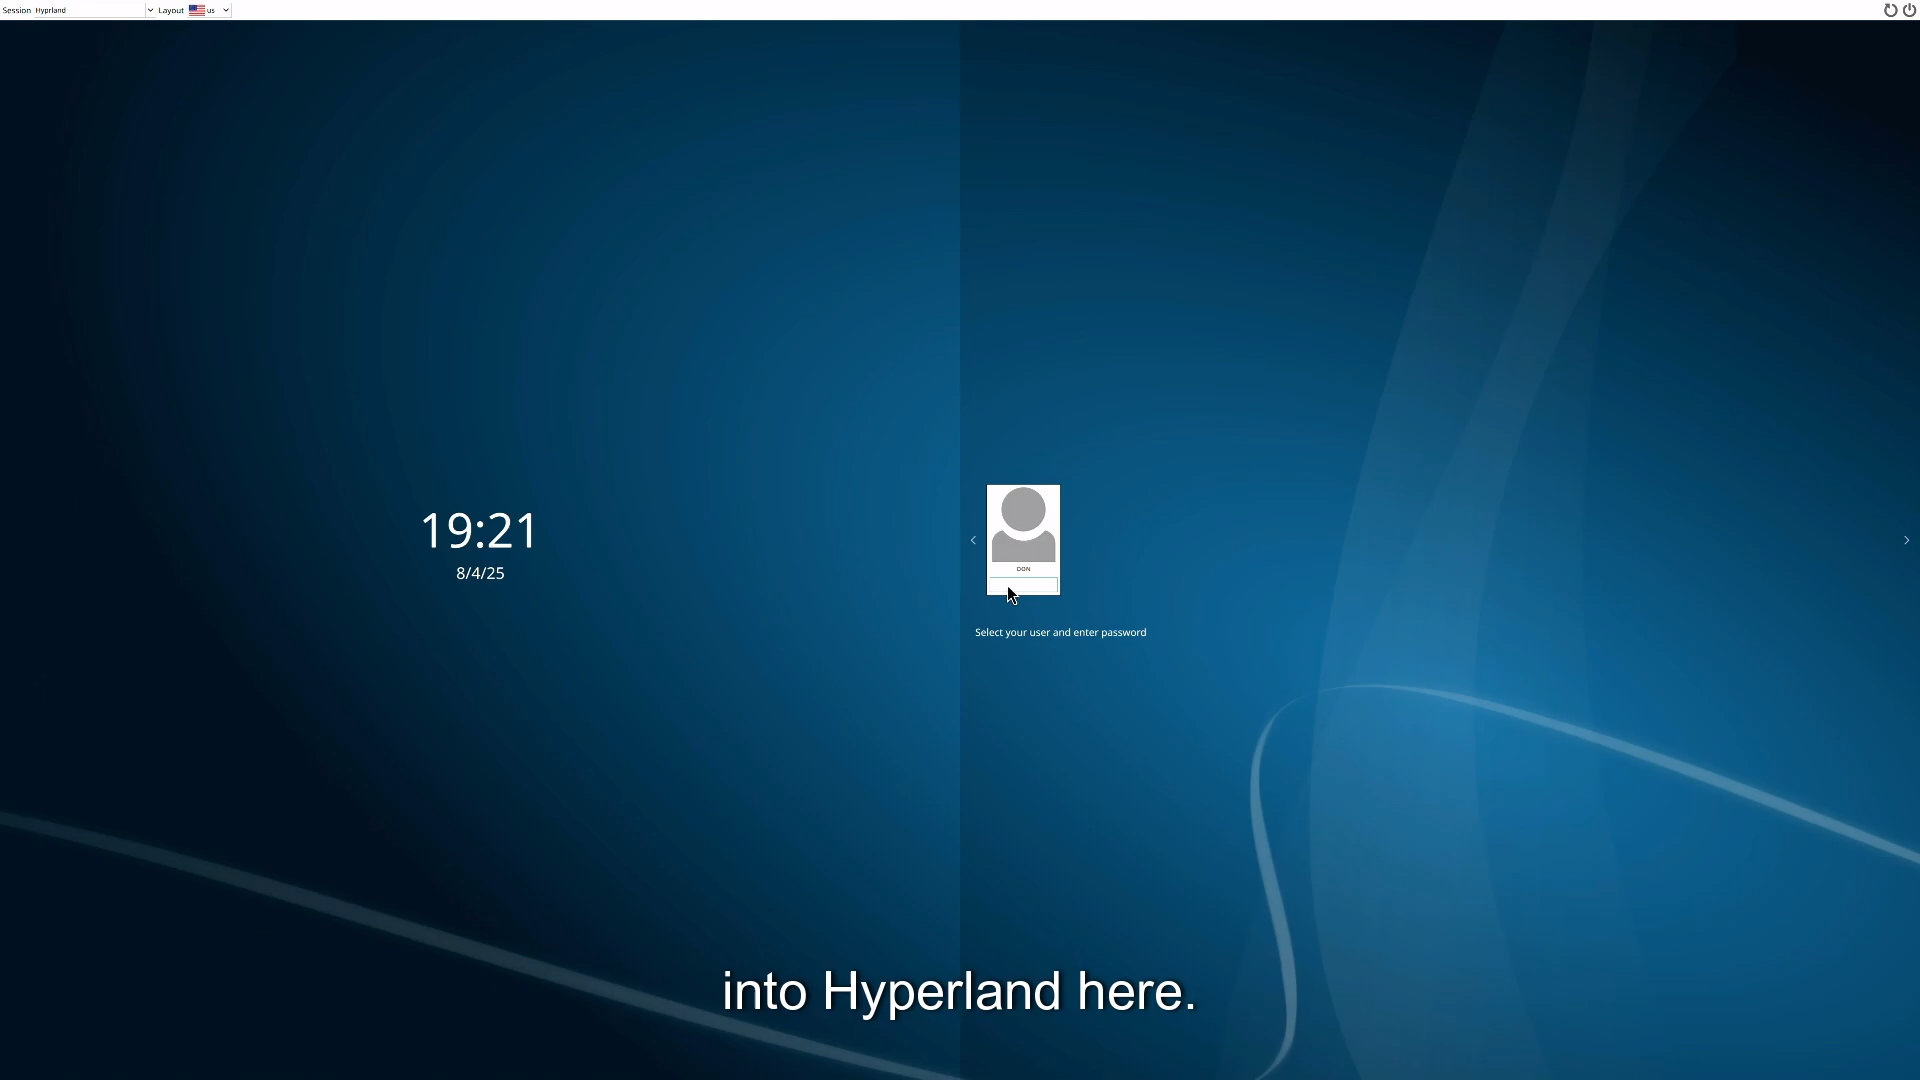 Session Hyprland Layout us
19:21
8/4/25
DON
Select your user and enter password
into Hyperland here.